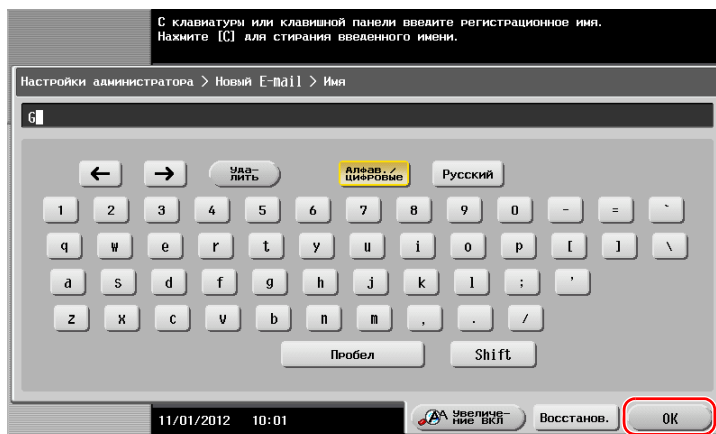 С клавиатуры или клавишной панели введите регистрационное имя.
Нажмите [C] для стирания введенного имени.
Настройки администратора > Новый E-mail > Имя
G
← → Уда-
лить
Алфав./
цифровые
Русский
1 2 3 4 5 6 7 8 9 0 - = `
q w e r t y u i o p [ ] \
a s d f g h j k l ; '
z x c v b n m , . /
Пробел Shift
11/01/2012 10:01
AA Увеличе-
ние вкл
Восстанов.
OK